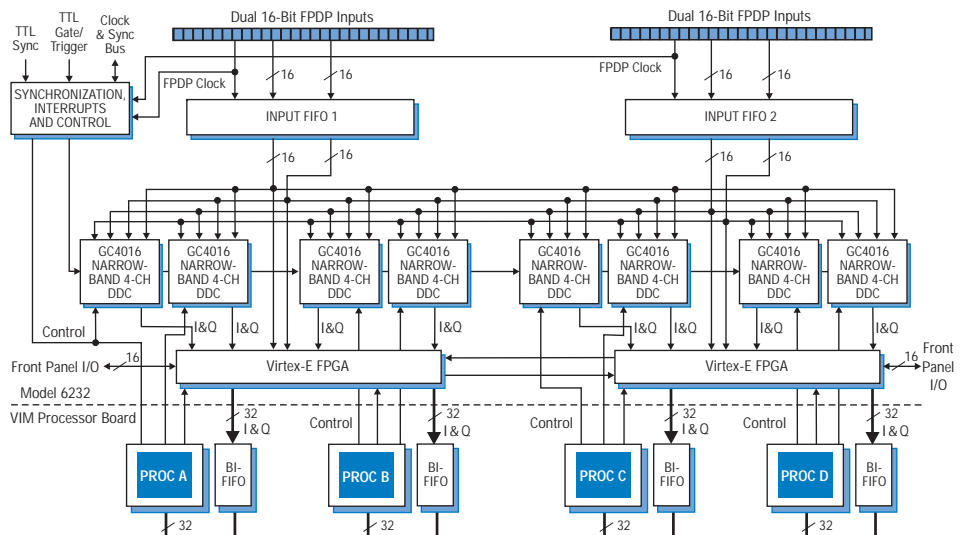 TTL
Sync
TTL
Gate/
Trigger
Clock
& Sync
Bus
Dual 16-Bit FPDP Inputs
Dual 16-Bit FPDP Inputs
FPDP Clock
16
16
FPDP Clock
16
16
SYNCHRONIZATION,
INTERRUPTS
AND CONTROL
INPUT FIFO 1
INPUT FIFO 2
16
16
16
16
GC4016
NARROW-
BAND 4-CH
DDC
GC4016
NARROW-
BAND 4-CH
DDC
GC4016
NARROW-
BAND 4-CH
DDC
GC4016
NARROW-
BAND 4-CH
DDC
GC4016
NARROW-
BAND 4-CH
DDC
GC4016
NARROW-
BAND 4-CH
DDC
GC4016
NARROW-
BAND 4-CH
DDC
GC4016
NARROW-
BAND 4-CH
DDC
Control
I&Q
I&Q
I&Q
I&Q
I&Q
I&Q
Front Panel I/O
16
Virtex-E FPGA
Virtex-E FPGA
16
Front
Panel
I/O
Model 6232
VIM Processor Board
32
I & Q
Control
32
I & Q
Control
32
I & Q
Control
32
I & Q
PROC A
BI-
FIFO
PROC B
BI-
FIFO
PROC C
BI-
FIFO
PROC D
BI-
FIFO
32
32
32
32